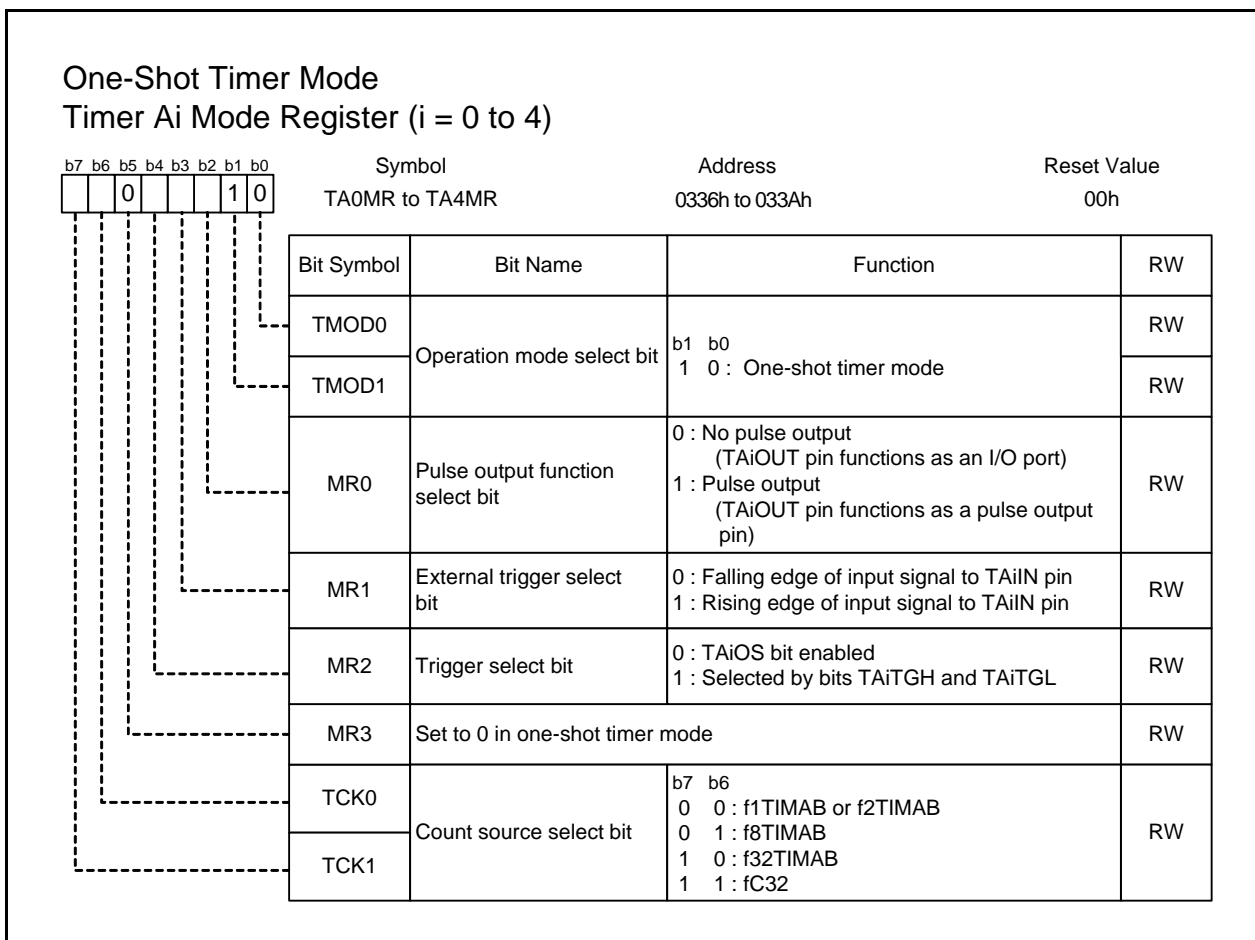 One-Shot Timer Mode
Timer Ai Mode Register (i = 0 to 4)
b7 b6 b5 b4 b3 b2 b1 b0
0 1 0
Symbol Address Reset Value
TA0MR to TA4MR 0336h to 033Ah 00h
Bit Symbol Bit Name Function RW
TMOD0 RW
Operation mode select bit
b1 b0
1 0 : One-shot timer mode
TMOD1 RW
MR0
Pulse output function
select bit
0 : No pulse output
(TAiOUT pin functions as an I/O port)
1 : Pulse output
(TAiOUT pin functions as a pulse output
pin)
RW
MR1
External trigger select
bit
0 : Falling edge of input signal to TAiIN pin
1 : Rising edge of input signal to TAiIN pin
RW
MR2
Trigger select bit
0 : TAiOS bit enabled
1 : Selected by bits TAiTGH and TAiTGL
RW
MR3 Set to 0 in one-shot timer mode RW
TCK0
TCK1
Count source select bit
b7 b6
0 0 : f1TIMAB or f2TIMAB
0 1 : f8TIMAB
1 0 : f32TIMAB
1 1 : fC32
RW